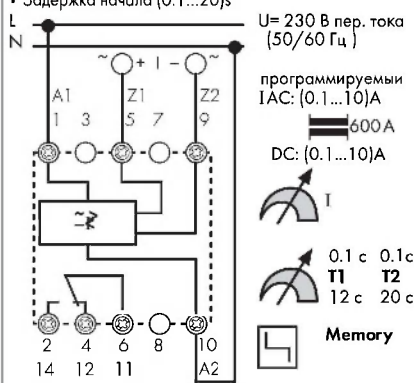 • Задержка начала (0.1...20)s
L
N
U= 230 В пер. тока
(50/60 Гц )
~ + I – ~
A1 Z1 Z2
1 3 5 7 9
программируемый
IAC: (0.1...10)A
600A
DC: (0.1...10)A
I
0.1 с 0.1с
T1 T2
12 с 20 с
Memory
2 4 6 8 10
14 12 11 A2